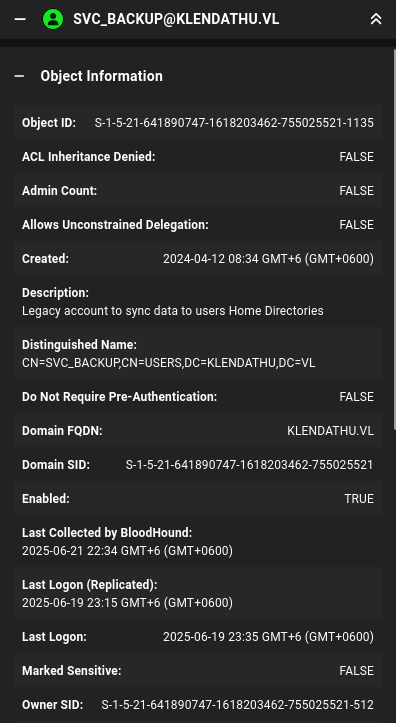 SVC_BACKUP@KLENDATHU.VL
Object Information
Object ID: S-1-5-21-641890747-1618203462-755025521-1135
ACL Inheritance Denied: FALSE
Admin Count: FALSE
Allows Unconstrained Delegation: FALSE
Created: 2024-04-12 08:34 GMT+6 (GMT+0600)
Description:
Legacy account to sync data to users Home Directories
Distinguished Name:
CN=SVC_BACKUP,CN=USERS,DC=KLENDATHU,DC=VL
Do Not Require Pre-Authentication: FALSE
Domain FQDN: KLENDATHU.VL
Domain SID: S-1-5-21-641890747-1618203462-755025521
Enabled: TRUE
Last Collected by BloodHound:
2025-06-21 22:34 GMT+6 (GMT+0600)
Last Logon (Replicated):
2025-06-19 23:15 GMT+6 (GMT+0600)
Last Logon: 2025-06-19 23:35 GMT+6 (GMT+0600)
Marked Sensitive: FALSE
Owner SID: S-1-5-21-641890747-1618203462-755025521-512